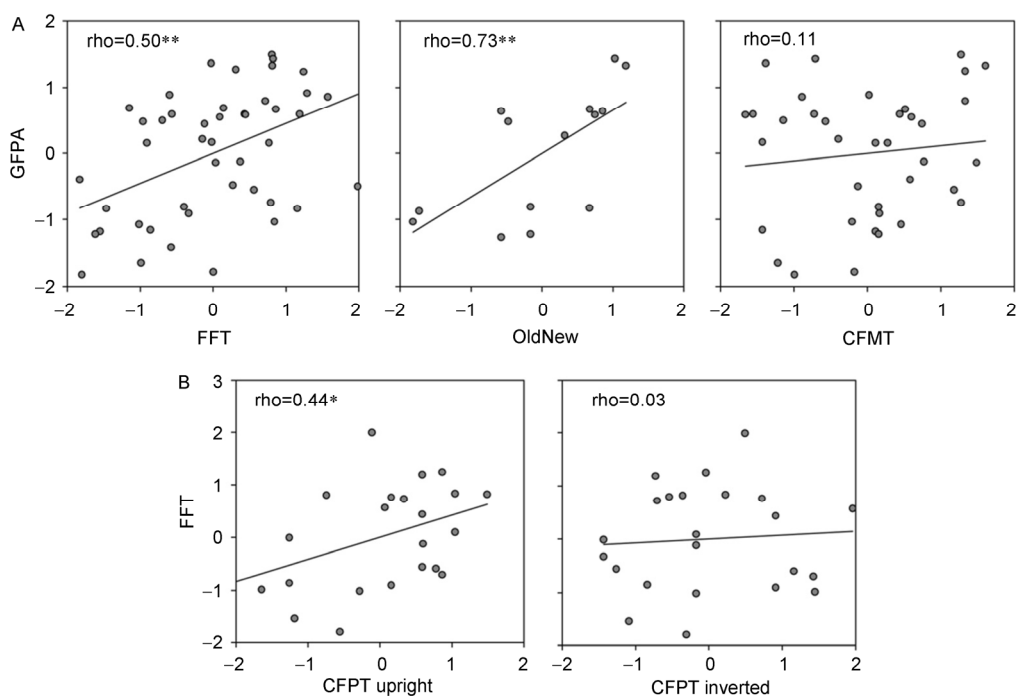 A
rho=0.50**
rho=0.73**
rho=0.11
GFPA
2
1
0
−1
−2
−2 −1 0 1 2
−2 −1 0 1 2
−2 −1 0 1 2
FFT
OldNew
CFMT
B
rho=0.44*
rho=0.03
FFT
3
2
1
0
−1
−2
−2 −1 0 1 2
−2 −1 0 1 2
CFPT upright
CFPT inverted